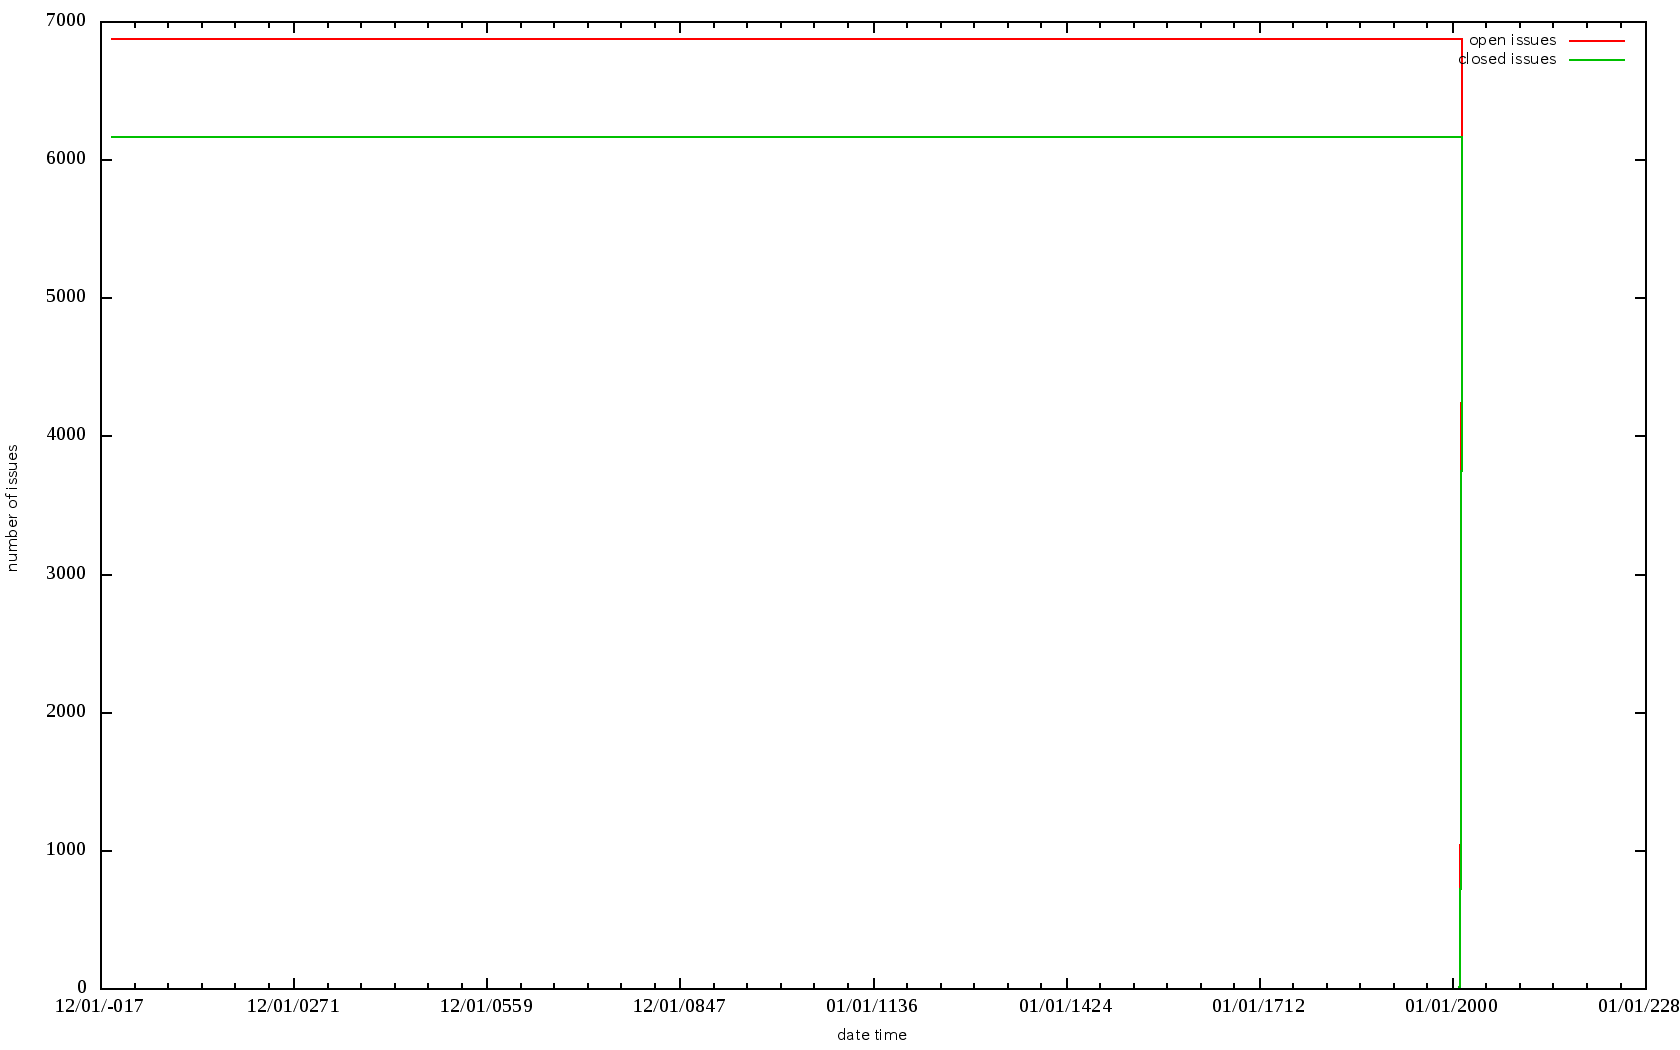 7000
open issues
closed issues
6000
5000
4000
number of issues
3000
2000
1000
0
12/01/-017 12/01/0271 12/01/0559 12/01/0847 01/01/1136 01/01/1424 01/01/1712 01/01/2000 01/01/228
date time